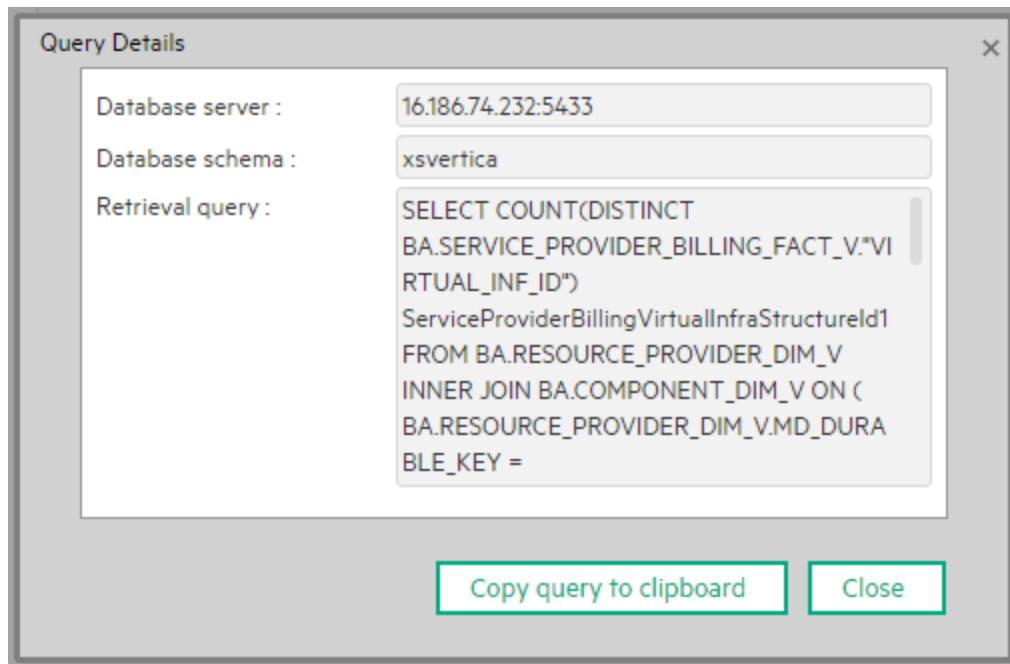 Query Details
×
Database server :
16.186.74.232:5433
Database schema :
xsvertica
Retrieval query :
SELECT COUNT(DISTINCT
BA.SERVICE_PROVIDER_BILLING_FACT_V."VI
RTUAL_INF_ID")
ServiceProviderBillingVirtualInfraStructureId1
FROM BA.RESOURCE_PROVIDER_DIM_V
INNER JOIN BA.COMPONENT_DIM_V ON (
BA.RESOURCE_PROVIDER_DIM_V.MD_DURA
BLE_KEY =
Copy query to clipboard
Close